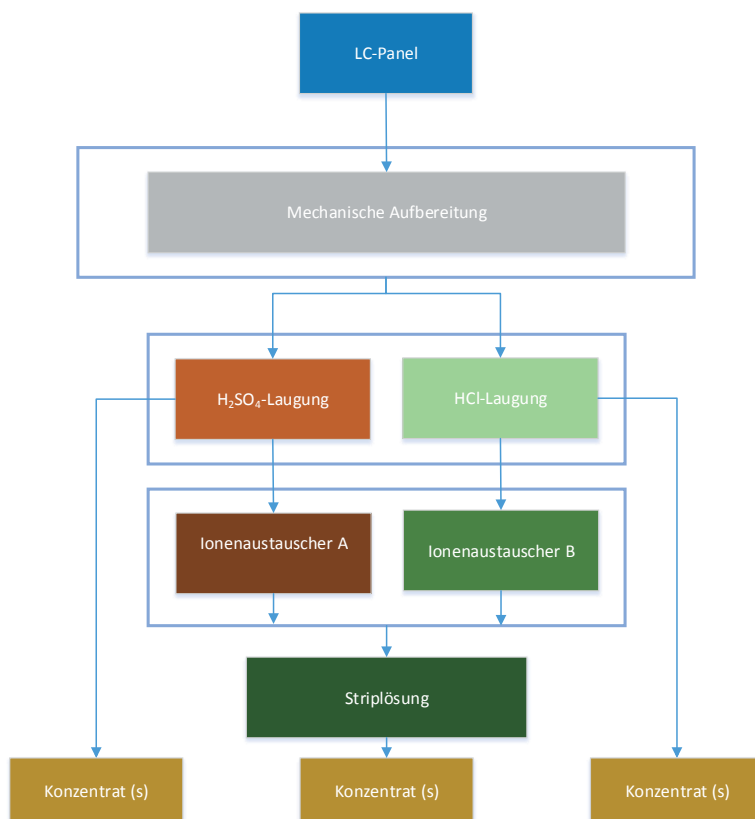 LC-Panel
Mechanische Aufbereitung
H₂SO₄-Laugung
HCl-Laugung
Ionenaustauscher A
Ionenaustauscher B
Striplösung
Konzentrat (s)
Konzentrat (s)
Konzentrat (s)